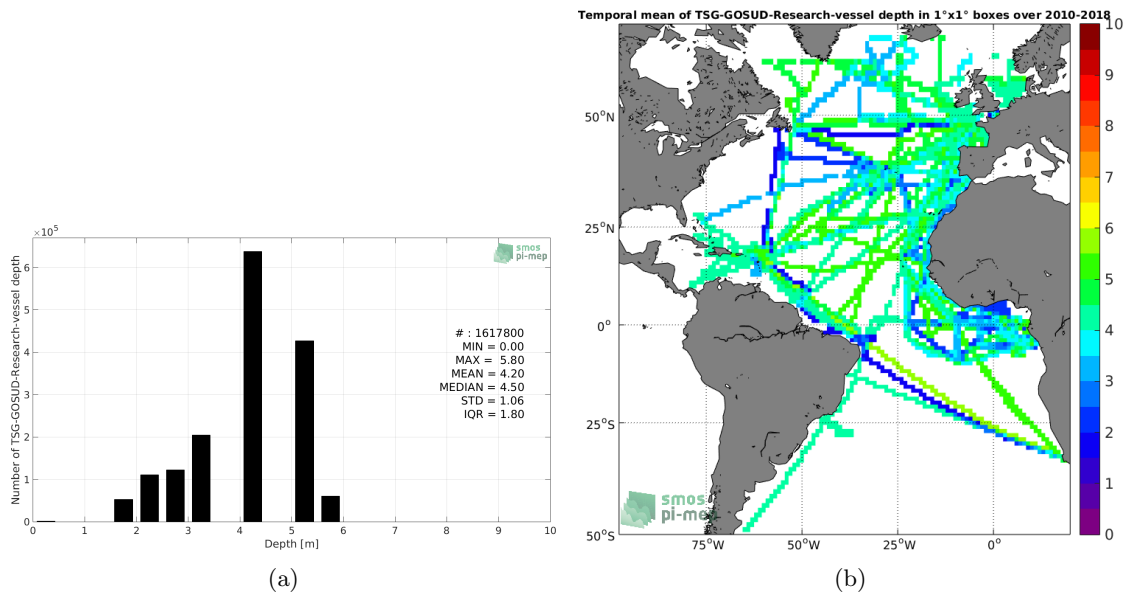 Temporal mean of TSG-GOSUD-Research-vessel depth in 1°x1° boxes over 2010-2018
×10⁵
Number of TSG-GOSUD-Research-vessel depth
6
5
4
3
2
1
0
0 1 2 3 4 5 6 7 8 9 10
Depth [m]
smos
pi-mep
# : 1617800
MIN = 0.00
MAX = 5.80
MEAN = 4.20
MEDIAN = 4.50
STD = 1.06
IQR = 1.80
50°N
25°N
0°
25°S
50°S
75°W 50°W 25°W 0°
smos
pi-mep
10
9
8
7
6
5
4
3
2
1
0
(a)
(b)